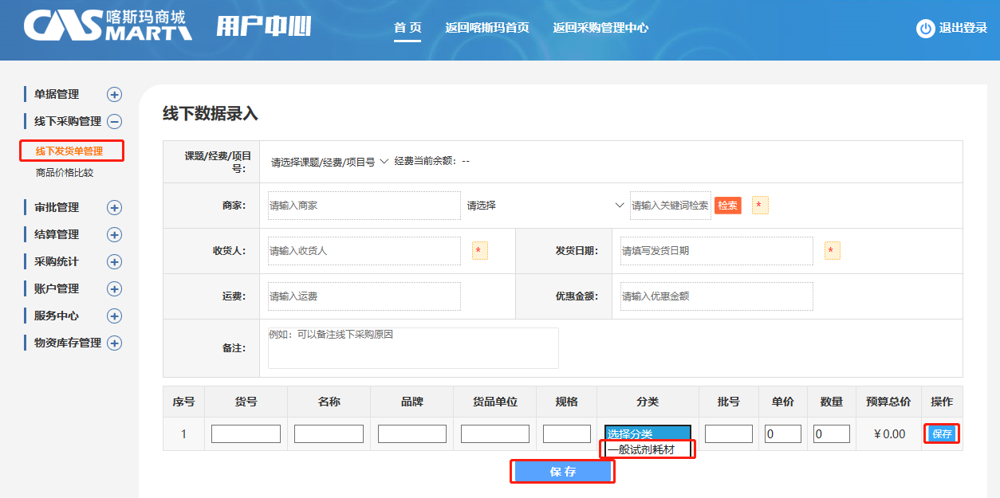 CASMART 喀斯玛商城
用户中心
首 页 返回喀斯玛首页 返回采购管理中心
退出登录
单据管理
线下采购管理
线下发货单管理
商品价格比较
审批管理
结算管理
采购统计
账户管理
服务中心
物资库存管理
线下数据录入
课题/经费/项目号： 请选择课题/经费/项目号 经费当前余额：--
商家： 请输入商家 请选择 请输入关键词检索 检索 *
收货人： 请输入收货人 * 发货日期： 请填写发货日期 *
运费： 请输入运费 优惠金额： 请输入优惠金额
备注： 例如：可以备注线下采购原因
序号 货号 名称 品牌 货品单位 规格 分类 批号 单价 数量 预算总价 操作
1 选择分类 0 0 ￥0.00 保存
一般试剂耗材
保 存